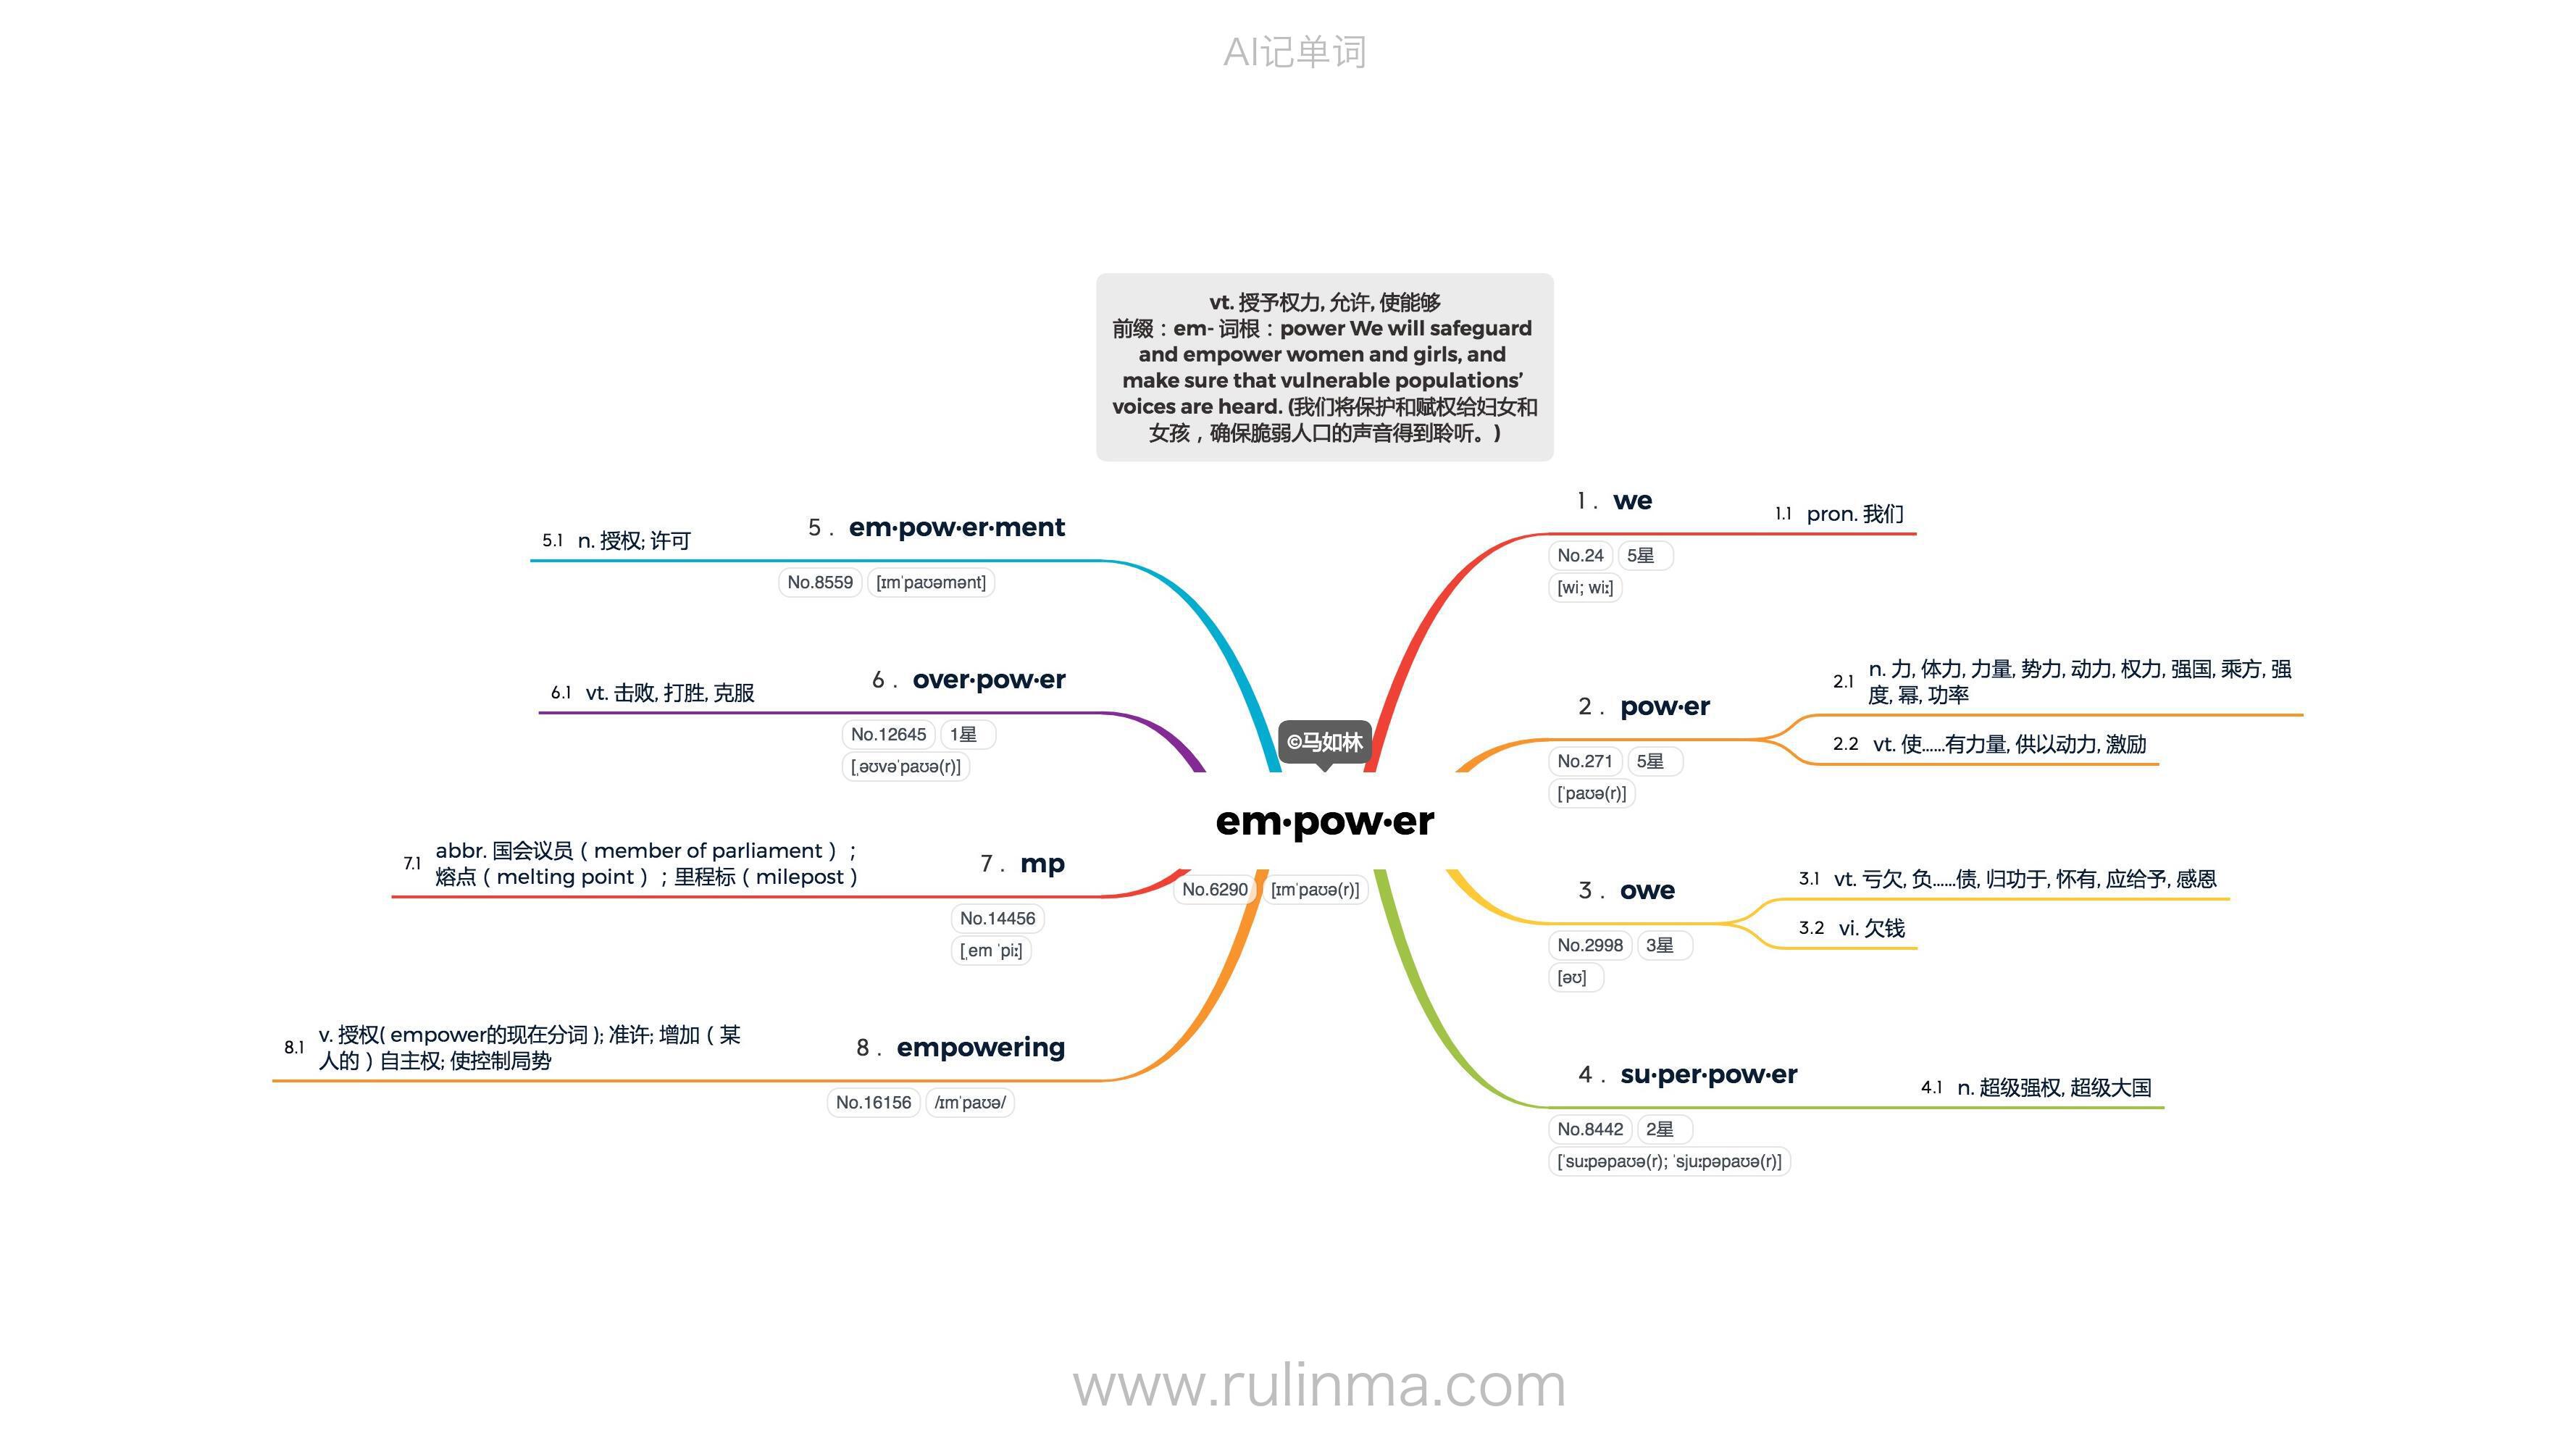 AI记单词
vt. 授予权力, 允许, 使能够
前缀：em- 词根：power We will safeguard
and empower women and girls, and
make sure that vulnerable populations’
voices are heard. (我们将保护和赋权给妇女和
女孩，确保脆弱人口的声音得到聆听。)
©马如林
em·pow·er
No.6290 [ɪmˈpaʊə(r)]
1. we
No.24 5星
[wi; wiː]
1.1 pron. 我们
2. pow·er
No.271 5星
[ˈpaʊə(r)]
2.1 n. 力, 体力, 力量, 势力, 动力, 权力, 强国, 乘方, 强
度, 幂, 功率
2.2 vt. 使……有力量, 供以动力, 激励
3. owe
No.2998 3星
[əʊ]
3.1 vt. 亏欠, 负……债, 归功于, 怀有, 应给予, 感恩
3.2 vi. 欠钱
4. su·per·pow·er
No.8442 2星
[ˈsuːpəpaʊə(r); ˈsjuːpəpaʊə(r)]
4.1 n. 超级强权, 超级大国
5. em·pow·er·ment
No.8559 [ɪmˈpaʊəmənt]
5.1 n. 授权; 许可
6. over·pow·er
No.12645 1星
[ˌəʊvəˈpaʊə(r)]
6.1 vt. 击败, 打胜, 克服
7. mp
No.14456
[ˌem ˈpiː]
7.1 abbr. 国会议员（member of parliament）；
熔点（melting point）；里程标（milepost）
8. empowering
No.16156 /ɪmˈpaʊə/
8.1 v. 授权( empower的现在分词 ); 准许; 增加（某
人的）自主权; 使控制局势
www.rulinma.com